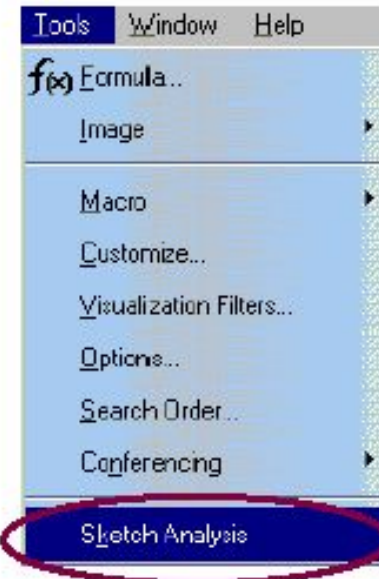 Tools Window Help
f(x) Formula...
Image
Macro
Customize...
Visualization Filters...
Options...
Search Order...
Conferencing
Sketch Analysis